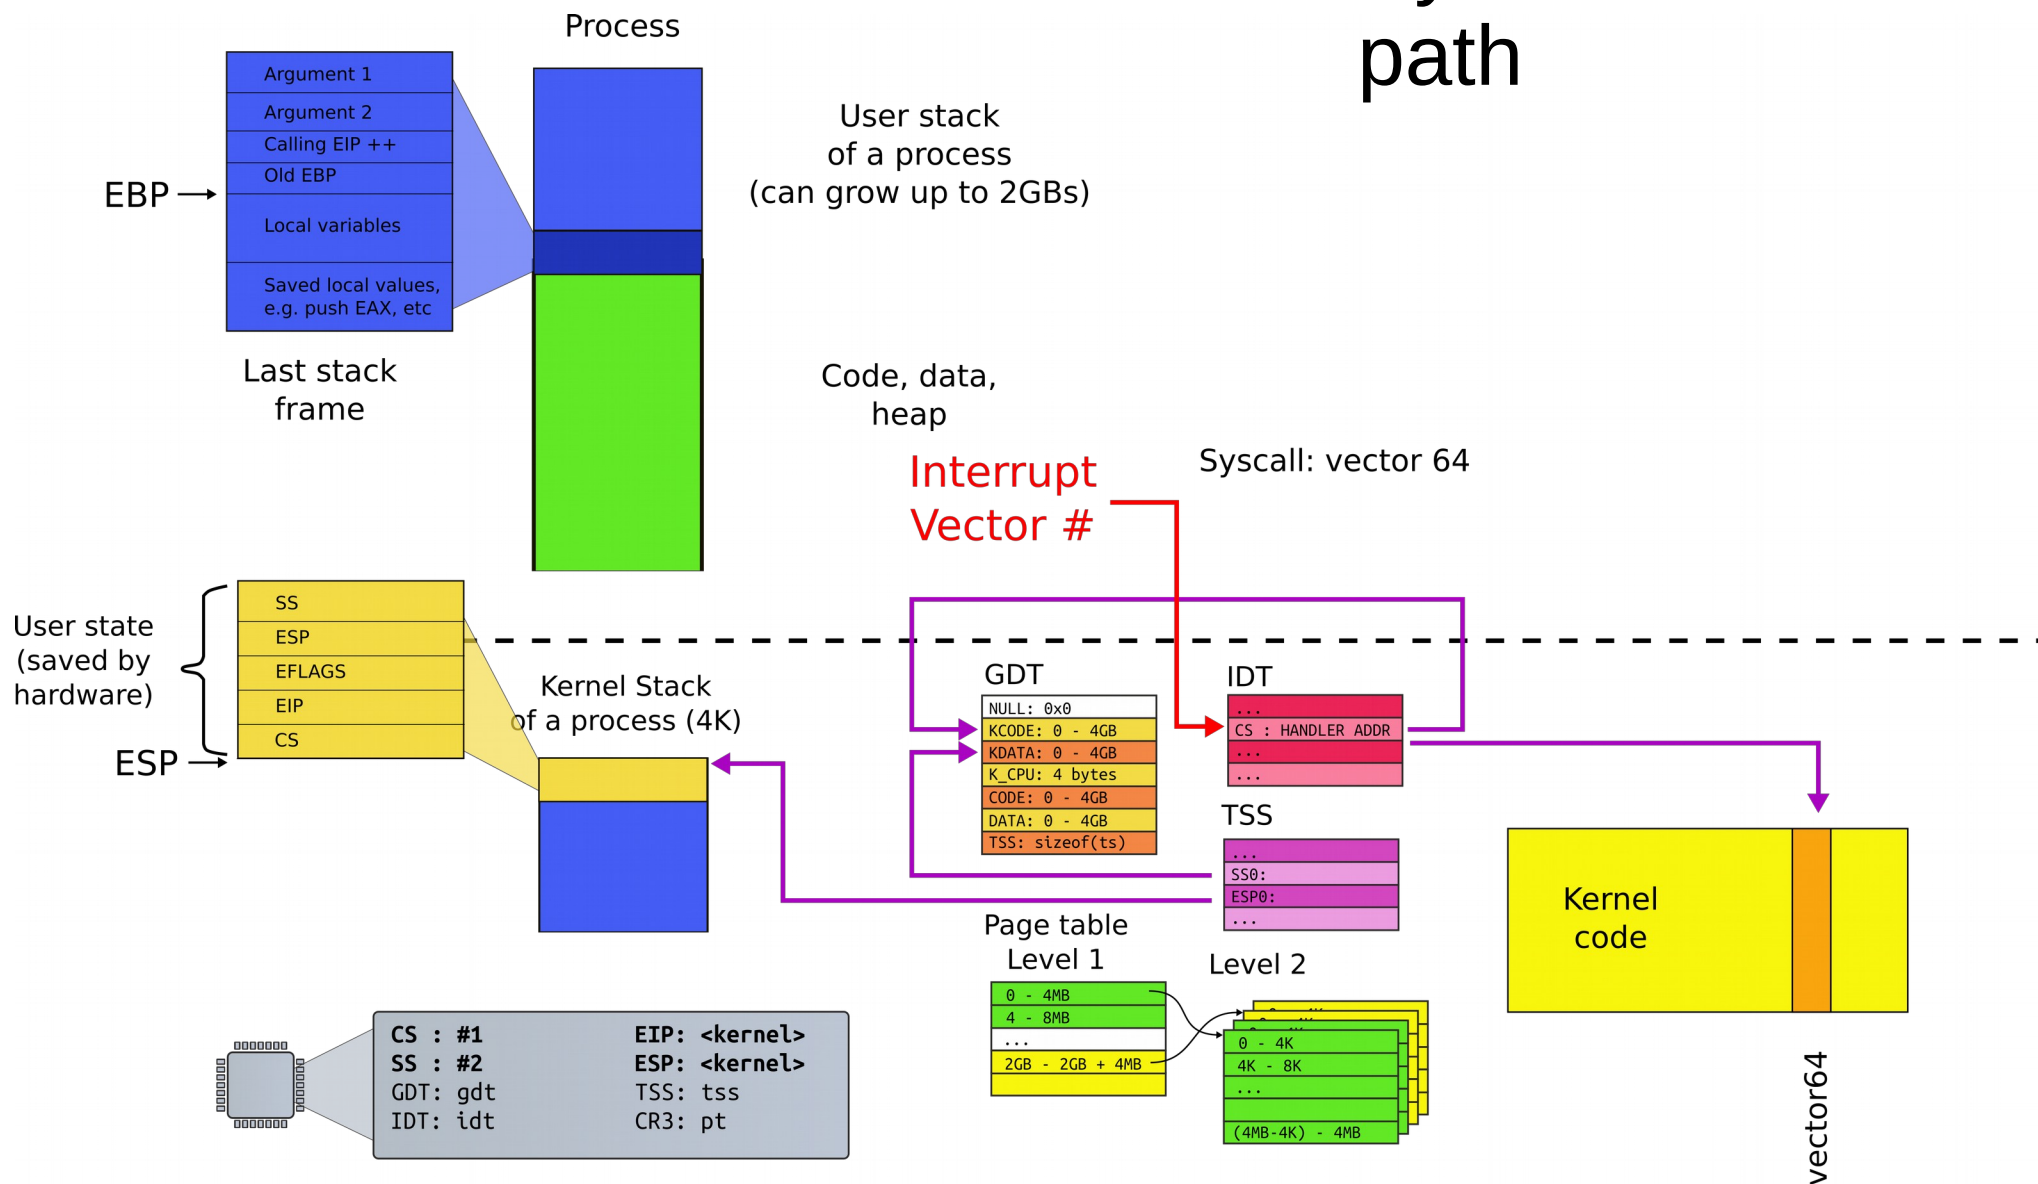 path
Process
Argument 1
Argument 2
Calling EIP ++
Old EBP
EBP
Local variables
Saved local values,
e.g. push EAX, etc
Last stack
frame
User stack
of a process
(can grow up to 2GBs)
Code, data,
heap
Interrupt
Vector #
Syscall: vector 64
User state
(saved by
hardware)
SS
ESP
EFLAGS
EIP
CS
ESP
Kernel Stack
of a process (4K)
GDT
NULL: 0x0
KCODE: 0 - 4GB
KDATA: 0 - 4GB
K_CPU: 4 bytes
CODE: 0 - 4GB
DATA: 0 - 4GB
TSS: sizeof(ts)
IDT
...
CS : HANDLER ADDR
...
...
TSS
...
SS0:
ESP0:
...
Kernel
code
vector64
Page table
Level 1
0 - 4MB
4 - 8MB
...
2GB - 2GB + 4MB
Level 2
0 - 4K
4K - 8K
...
(4MB-4K) - 4MB
CS : #1 EIP: <kernel>
SS : #2 ESP: <kernel>
GDT: gdt TSS: tss
IDT: idt CR3: pt